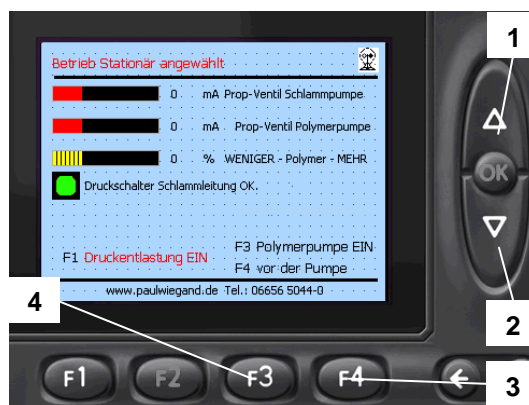 1
Betrieb Stationär angewählt
0 mA Prop-Ventil Schlammpumpe
0 mA Prop-Ventil Polymerpumpe
0 % WENIGER - Polymer - MEHR
OK
Druckschalter Schlammleitung OK.
F1 Druckentlastung EIN
F3 Polymerpumpe EIN
F4 vor der Pumpe
www.paulwiegand.de Tel.: 06656 5044-0
4
2
F1
F2
F3
F4
3